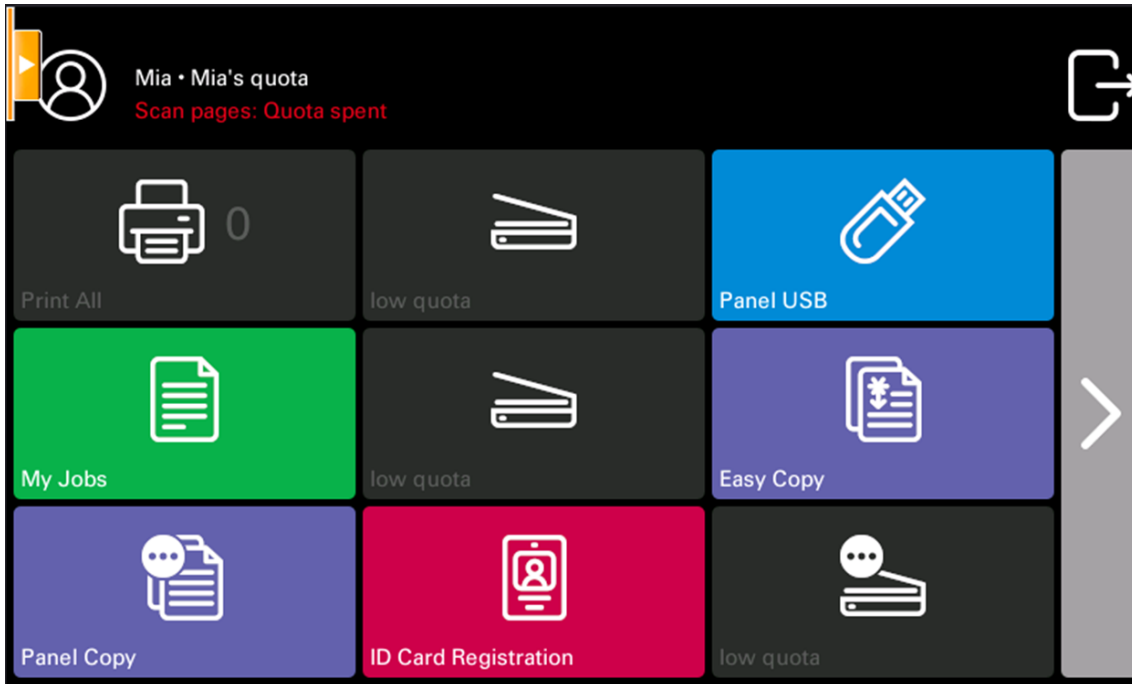 Mia • Mia's quota
Scan pages: Quota spent
0
Print All
low quota
Panel USB
My Jobs
low quota
Easy Copy
Panel Copy
ID Card Registration
low quota